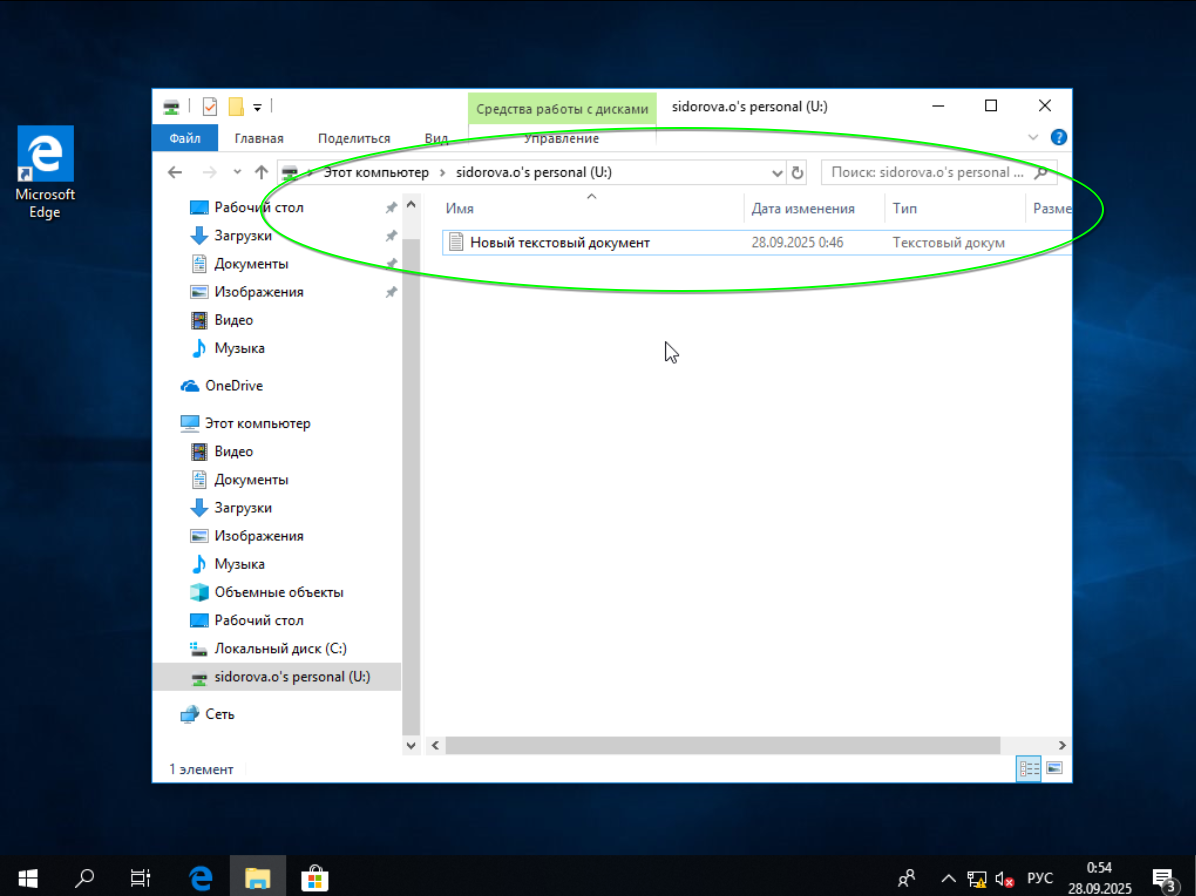 Microsoft
Edge
Средства работы с дисками
sidorova.o's personal (U:)
Файл
Главная
Поделиться
Вид
Управление
Этот компьютер
sidorova.o's personal (U:)
Поиск: sidorova.o's personal ...
Рабочий стол
Загрузки
Документы
Изображения
Видео
Музыка
OneDrive
Этот компьютер
Видео
Документы
Загрузки
Изображения
Музыка
Объемные объекты
Рабочий стол
Локальный диск (C:)
sidorova.o's personal (U:)
Сеть
Имя
Дата изменения
Тип
Разме
Новый текстовый документ
28.09.2025 0:46
Текстовый докум
1 элемент
РУС
0:54
28.09.2025
3